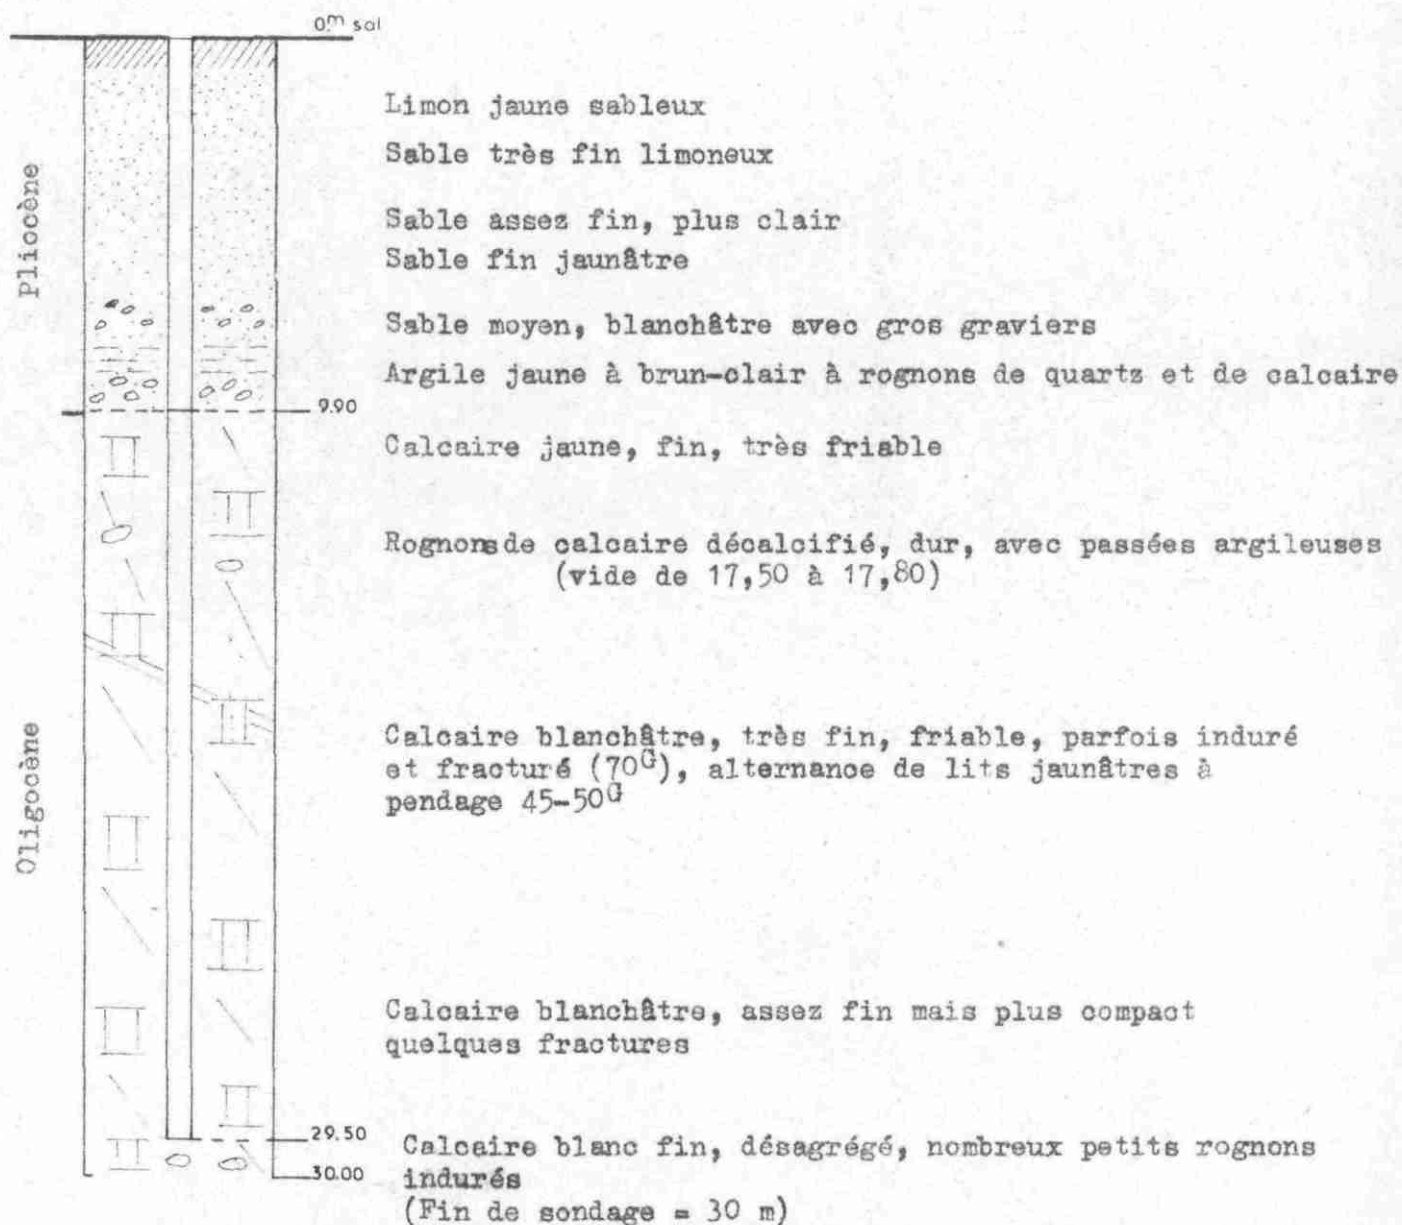 0m sol
Limon jaune sableux
Sable très fin limoneux
Sable assez fin, plus clair
Sable fin jaunâtre
Pliocène
Sable moyen, blanchâtre avec gros graviers
Argile jaune à brun-clair à rognons de quartz et de calcaire
9.90
Calcaire jaune, fin, très friable
Rognons de calcaire décalcifié, dur, avec passées argileuses
(vide de 17,50 à 17,80)
Oligocène
Calcaire blanchâtre, très fin, friable, parfois induré
et fracturé (70G), alternance de lits jaunâtres à
pendage 45-50G
Calcaire blanchâtre, assez fin mais plus compact
quelques fractures
29.50
Calcaire blanc fin, désagrégé, nombreux petits rognons
30.00
indurés
(Fin de sondage = 30 m)